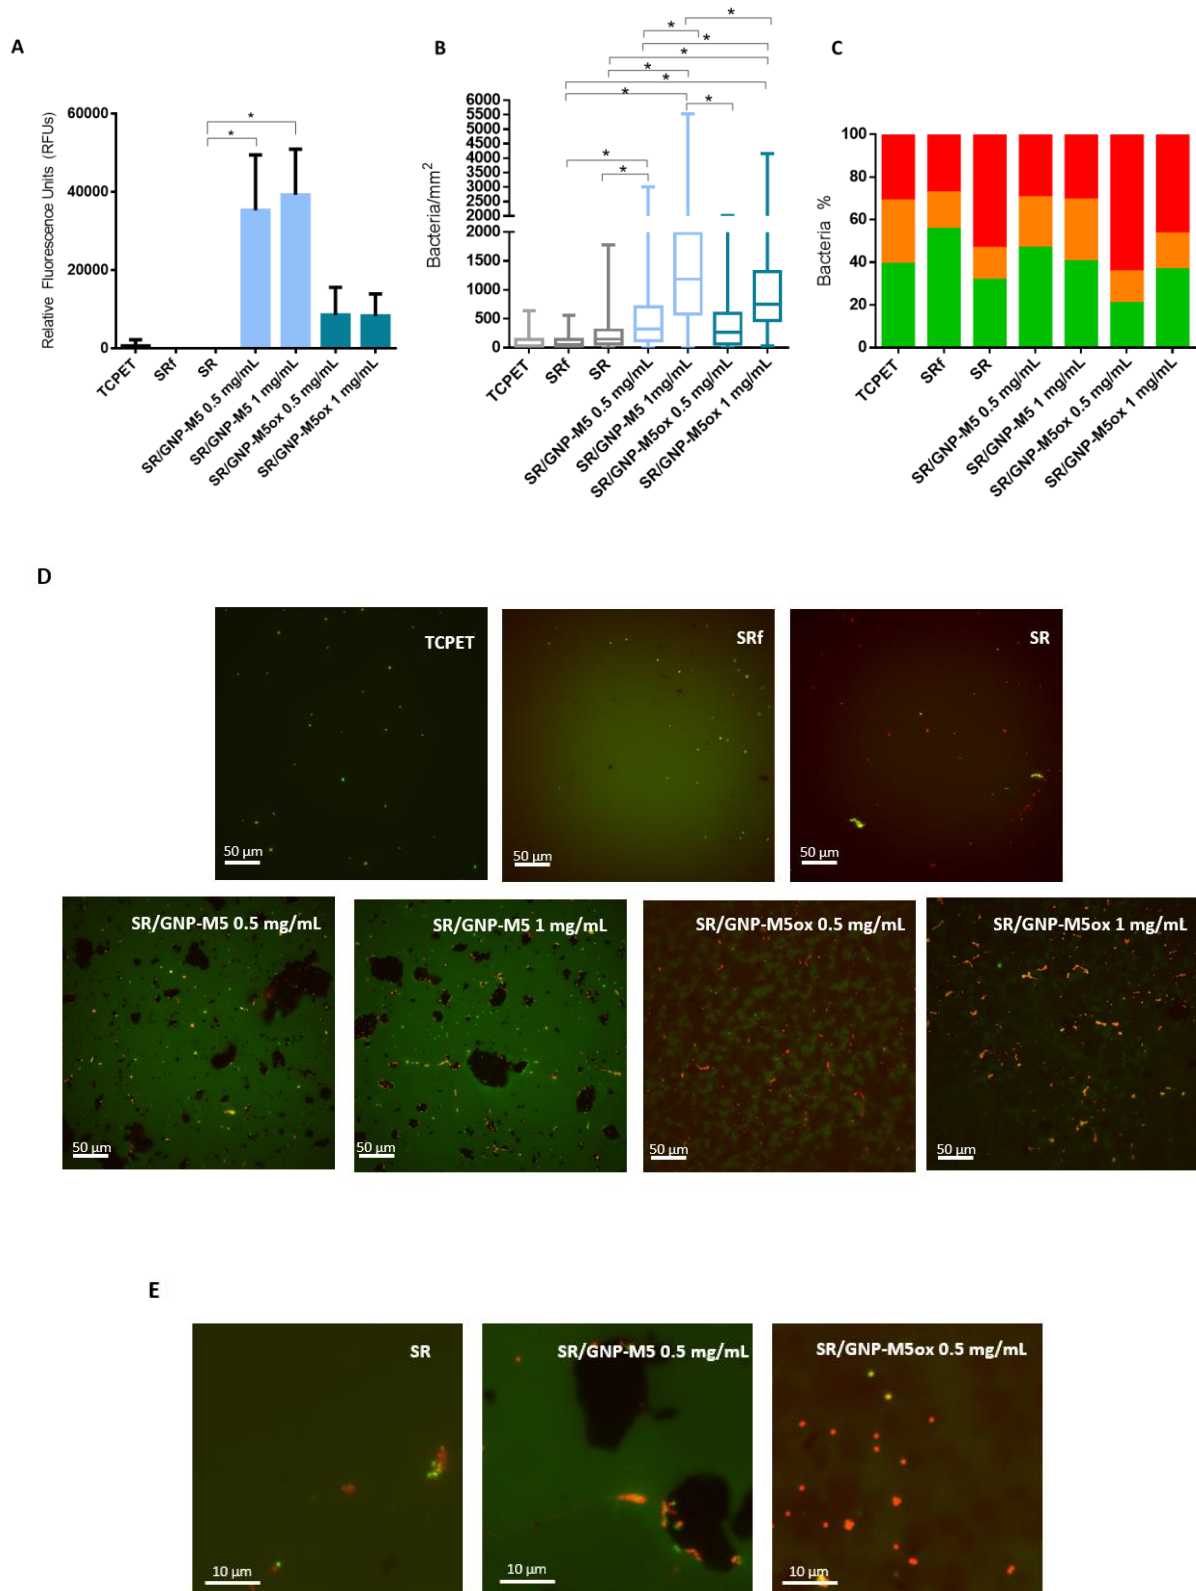 A
Relative Fluorescence Units (RFUs)
60000
40000
20000
0
* *
TCPET
SRf
SR
SR/GNP-M5 0.5 mg/mL
SR/GNP-M5 1 mg/mL
SR/GNP-M5ox 0.5 mg/mL
SR/GNP-M5ox 1 mg/mL
B
Bacteria/mm2
6000
5500
5000
4500
4000
3500
3000
2500
2000
2000
1500
1000
500
0
* * * * * * * * * *
TCPET
SRf
SR
SR/GNP-M5 0.5 mg/mL
SR/GNP-M5 1mg/mL
SR/GNP-M5ox 0.5 mg/mL
SR/GNP-M5ox 1 mg/mL
C
Bacteria %
100
80
60
40
20
0
TCPET
SRf
SR
SR/GNP-M5 0.5 mg/mL
SR/GNP-M5 1 mg/mL
SR/GNP-M5ox 0.5 mg/mL
SR/GNP-M5ox 1 mg/mL
D
TCPET
50 µm
SRf
50 µm
SR
50 µm
SR/GNP-M5 0.5 mg/mL
50 µm
SR/GNP-M5 1 mg/mL
50 µm
SR/GNP-M5ox 0.5 mg/mL
50 µm
SR/GNP-M5ox 1 mg/mL
50 µm
E
SR
10 µm
SR/GNP-M5 0.5 mg/mL
10 µm
SR/GNP-M5ox 0.5 mg/mL
10 µm